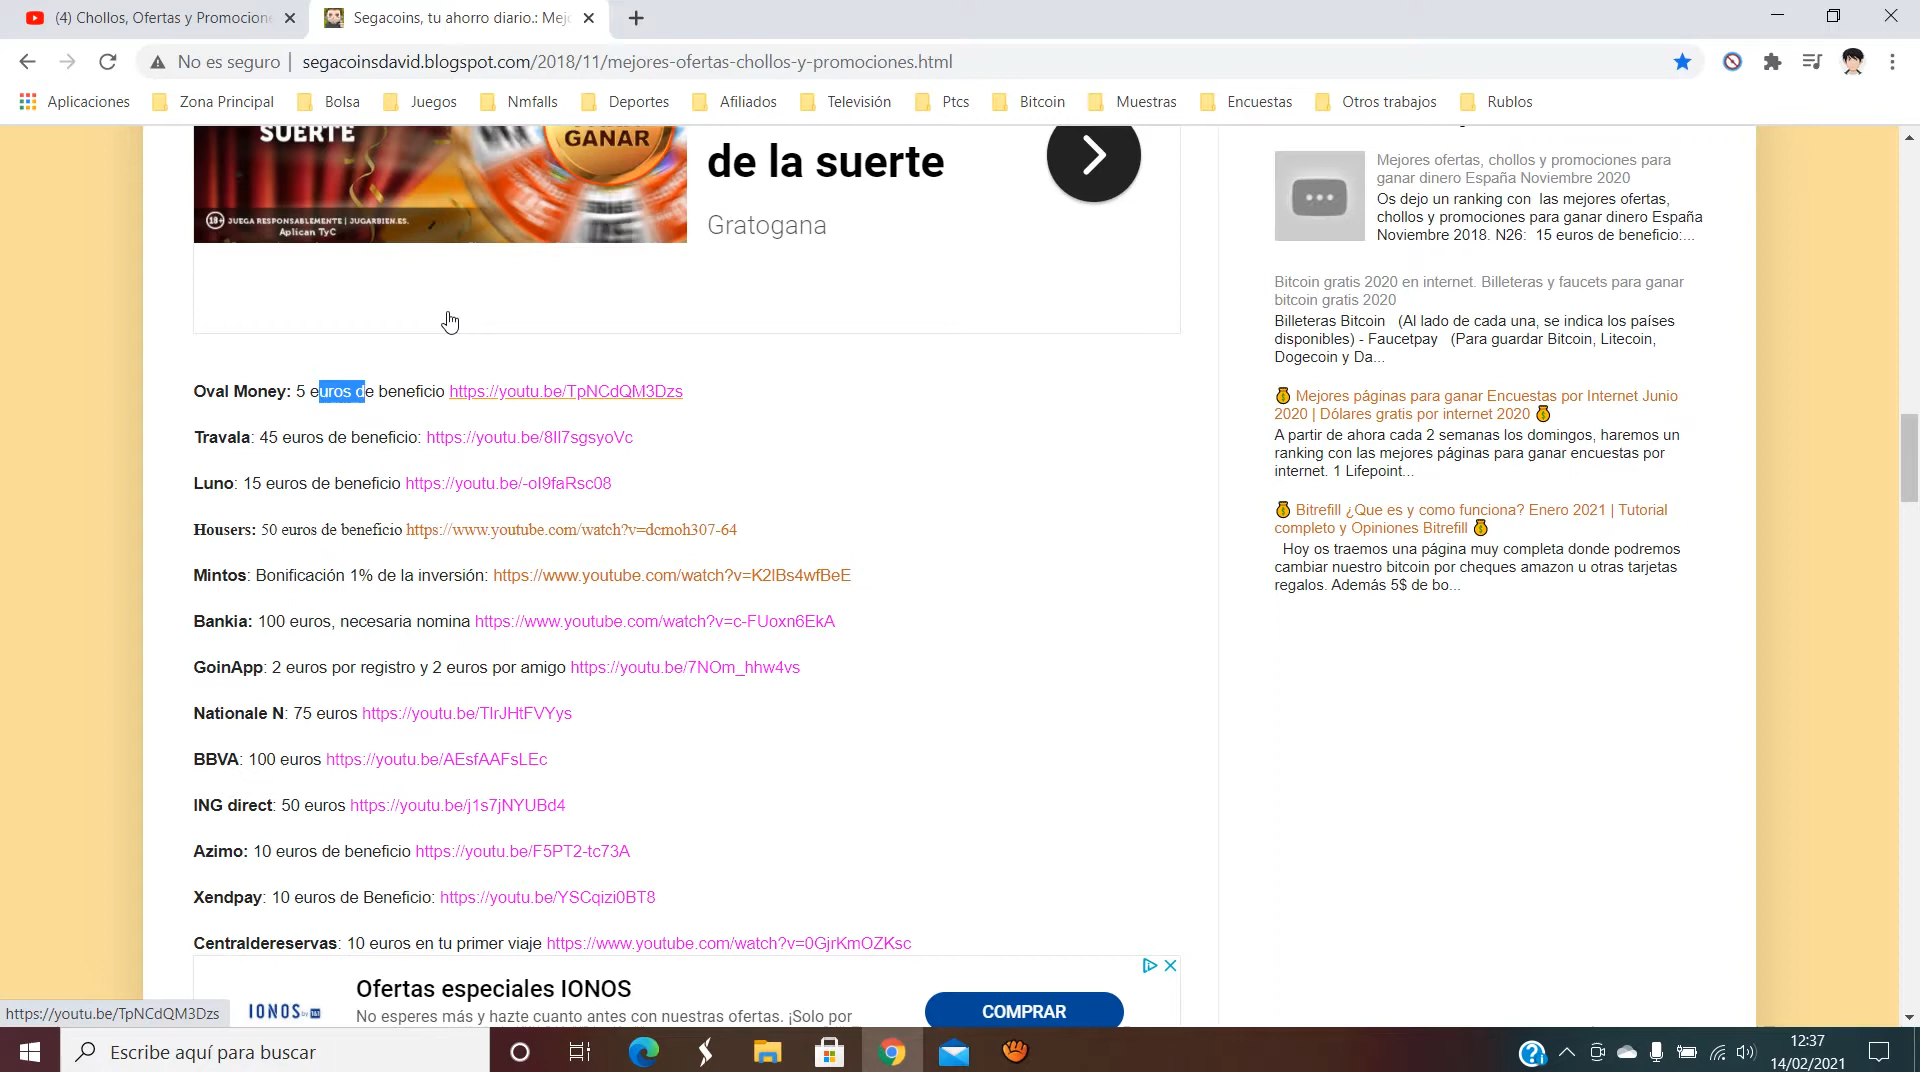 (4) Chollos, Ofertas y Promocione
Segacoins, tu ahorro diario.: Mejo
No es seguro | segacoinsdavid.blogspot.com/2018/11/mejores-ofertas-chollos-y-promociones.html
Aplicaciones Zona Principal Bolsa Juegos Nmfalls Deportes Afiliados Televisión Ptcs Bitcoin Muestras Encuestas Otros trabajos Rublos
SUERTE
GANAR
18+ JUEGA RESPONSABLEMENTE | JUGARBIEN.ES.
Aplican TyC
de la suerte
Gratogana
Oval Money: 5 euros de beneficio https://youtu.be/TpNCdQM3Dzs
Travala: 45 euros de beneficio: https://youtu.be/8Il7sgsyoVc
Luno: 15 euros de beneficio https://youtu.be/-oI9faRsc08
Housers: 50 euros de beneficio https://www.youtube.com/watch?v=dcmoh307-64
Mintos: Bonificación 1% de la inversión: https://www.youtube.com/watch?v=K2lBs4wfBeE
Bankia: 100 euros, necesaria nomina https://www.youtube.com/watch?v=c-FUoxn6EkA
GoinApp: 2 euros por registro y 2 euros por amigo https://youtu.be/7NOm_hhw4vs
Nationale N: 75 euros https://youtu.be/TIrJHtFVYys
BBVA: 100 euros https://youtu.be/AEsfAAFsLEc
ING direct: 50 euros https://youtu.be/j1s7jNYUBd4
Azimo: 10 euros de beneficio https://youtu.be/F5PT2-tc73A
Xendpay: 10 euros de Beneficio: https://youtu.be/YSCqizi0BT8
Centraldereservas: 10 euros en tu primer viaje https://www.youtube.com/watch?v=0GjrKmOZKsc
IONOS by 1&1
Ofertas especiales IONOS
No esperes más y hazte cuanto antes con nuestras ofertas. ¡Solo por
COMPRAR
Mejores ofertas, chollos y promociones para
ganar dinero España Noviembre 2020
Os dejo un ranking con las mejores ofertas,
chollos y promociones para ganar dinero España
Noviembre 2018. N26: 15 euros de beneficio:...
Bitcoin gratis 2020 en internet. Billeteras y faucets para ganar
bitcoin gratis 2020
Billeteras Bitcoin (Al lado de cada una, se indica los países
disponibles) - Faucetpay (Para guardar Bitcoin, Litecoin,
Dogecoin y Da...
💰 Mejores páginas para ganar Encuestas por Internet Junio
2020 | Dólares gratis por internet 2020 💰
A partir de ahora cada 2 semanas los domingos, haremos un
ranking con las mejores páginas para ganar encuestas por
internet. 1 Lifepoint...
💰 Bitrefill ¿Que es y como funciona? Enero 2021 | Tutorial
completo y Opiniones Bitrefill 💰
Hoy os traemos una página muy completa donde podremos
cambiar nuestro bitcoin por cheques amazon u otras tarjetas
regalos. Además 5$ de bo...
https://youtu.be/TpNCdQM3Dzs
Escribe aquí para buscar
12:37
14/02/2021